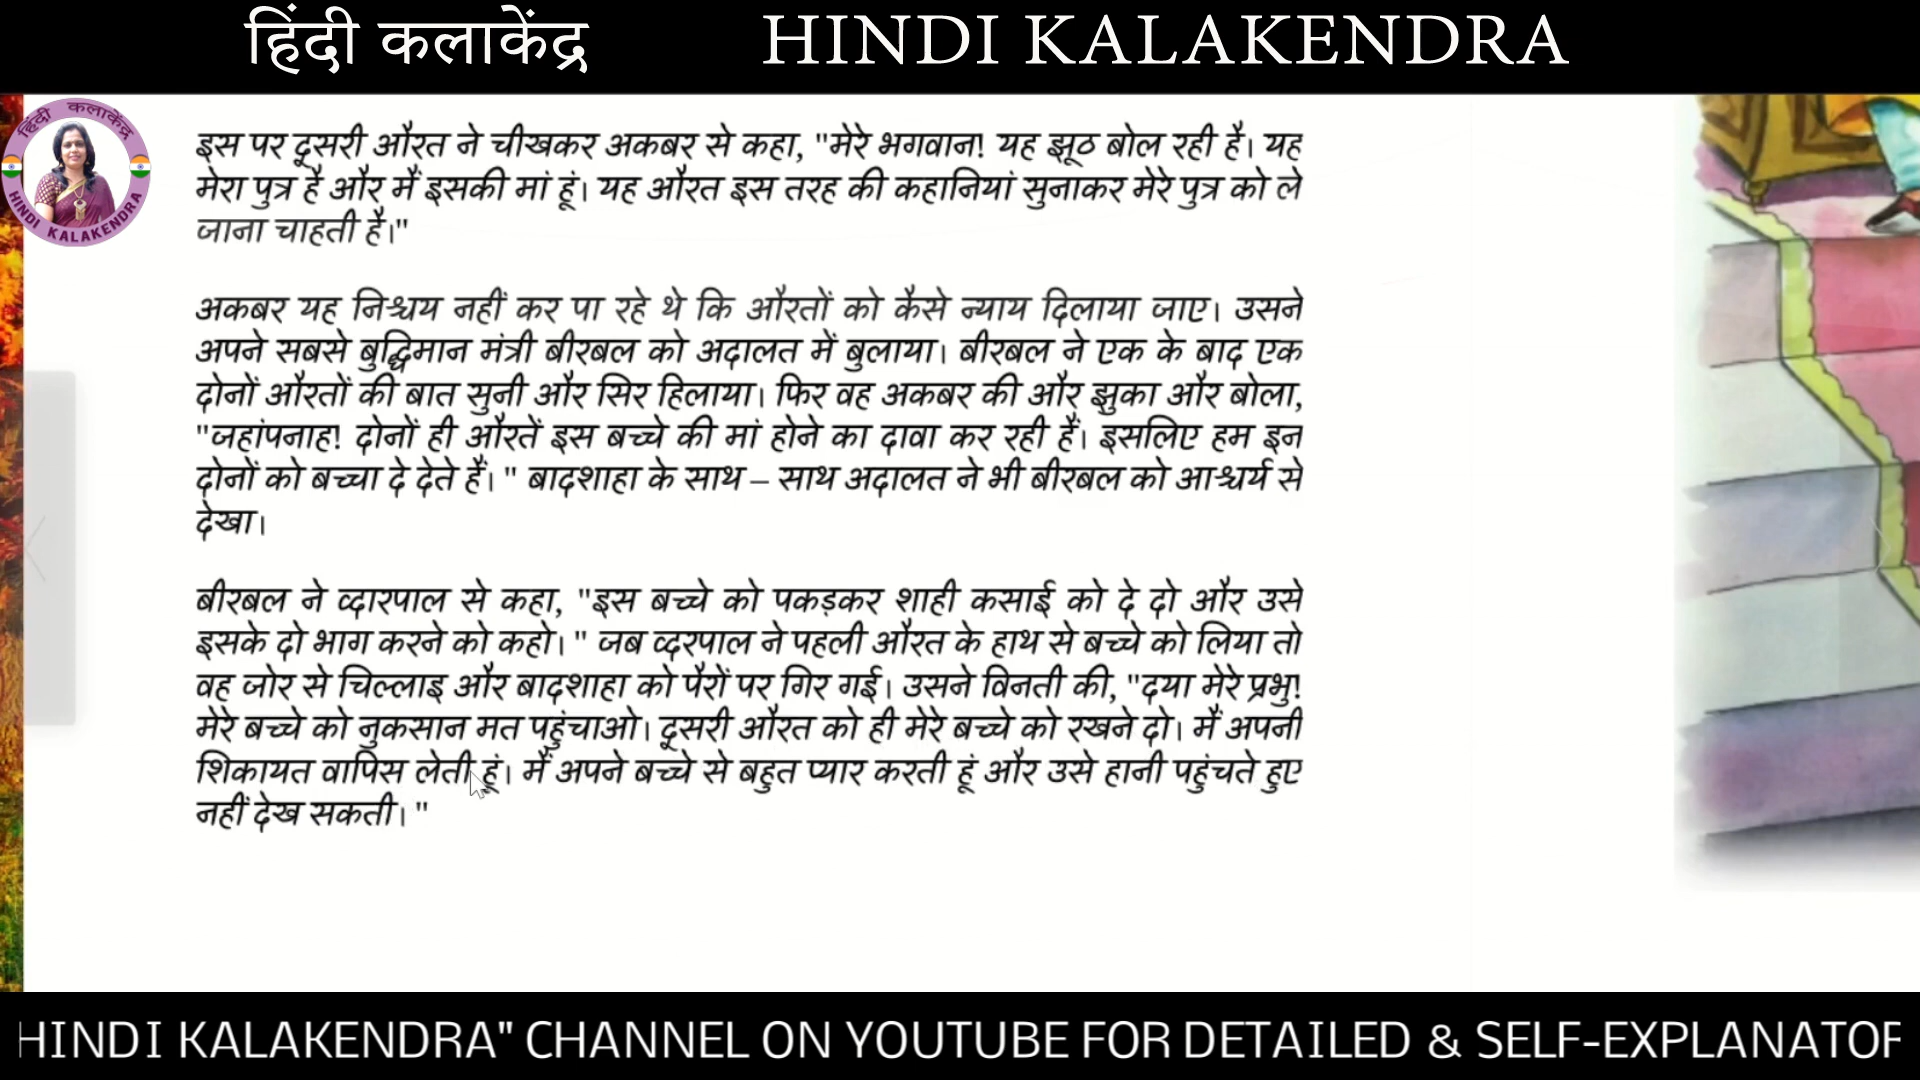 हिंदी कलाकेंद्र HINDI KALAKENDRA
हिंदी कलाकेंद्र
HINDI KALAKENDRA
इस पर दूसरी औरत ने चीखकर अकबर से कहा, "मेरे भगवान! यह झूठ बोल रही है। यह
मेरा पुत्र है और मैं इसकी मां हूं। यह औरत इस तरह की कहानियां सुनाकर मेरे पुत्र को ले
जाना चाहती है।"
अकबर यह निश्चय नहीं कर पा रहे थे कि औरतों को कैसे न्याय दिलाया जाए। उसने
अपने सबसे बुद्धिमान मंत्री बीरबल को अदालत में बुलाया। बीरबल ने एक के बाद एक
दोनों औरतों की बात सुनी और सिर हिलाया। फिर वह अकबर की और झुका और बोला,
"जहांपनाह! दोनों ही औरतें इस बच्चे की मां होने का दावा कर रही हैं। इसलिए हम इन
दोनों को बच्चा दे देते हैं। " बादशाहा के साथ – साथ अदालत ने भी बीरबल को आश्चर्य से
देखा।
बीरबल ने व्दारपाल से कहा, "इस बच्चे को पकड़कर शाही कसाई को दे दो और उसे
इसके दो भाग करने को कहो। " जब व्दरपाल ने पहली औरत के हाथ से बच्चे को लिया तो
वह जोर से चिल्लाइ और बादशाहा को पैरों पर गिर गई। उसने विनती की, "दया मेरे प्रभु!
मेरे बच्चे को नुकसान मत पहुंचाओ। दूसरी औरत को ही मेरे बच्चे को रखने दो। मैं अपनी
शिकायत वापिस लेती हूं। मैं अपने बच्चे से बहुत प्यार करती हूं और उसे हानी पहुंचते हुए
नहीं देख सकती। "
HINDI KALAKENDRA" CHANNEL ON YOUTUBE FOR DETAILED & SELF-EXPLANATOR